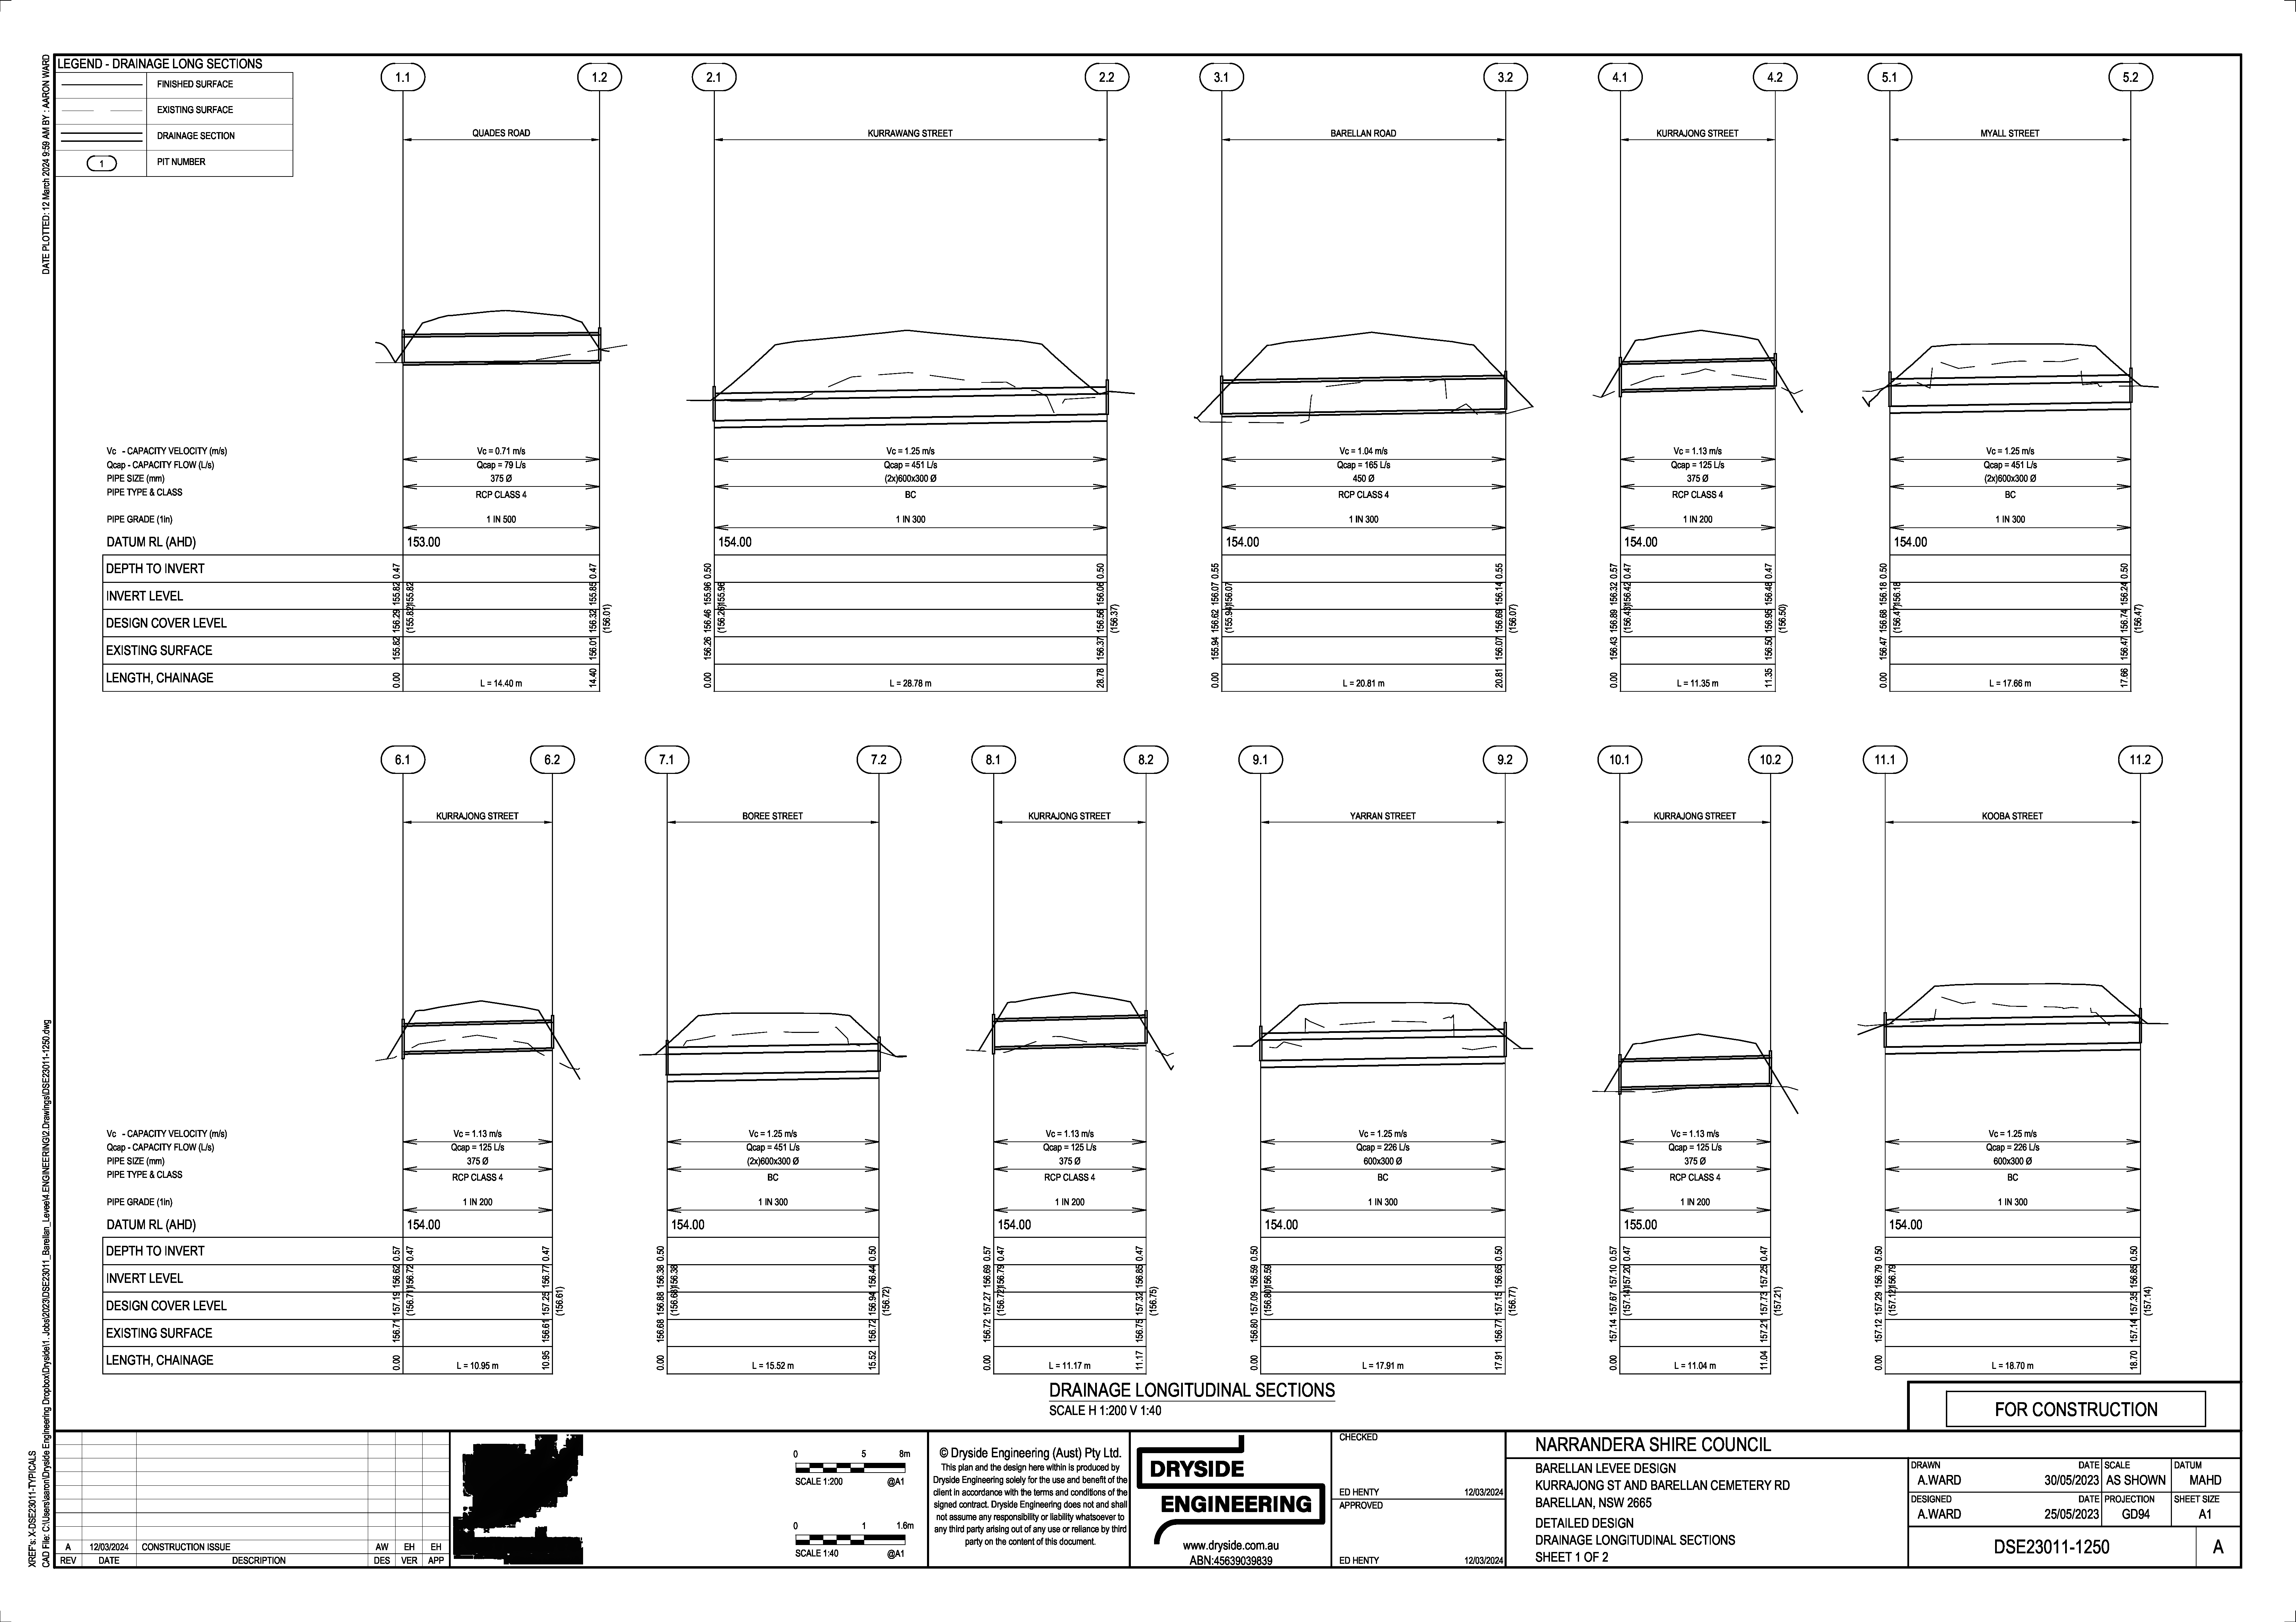 LEGEND - DRAINAGE LONG SECTIONS
FINISHED SURFACE
EXISTING SURFACE
DRAINAGE SECTION
1 PIT NUMBER
DATE PLOTTED: 12 March 2024 9:59 AM BY : AARON WARD
1.1 1.2 2.1 2.2 3.1 3.2 4.1 4.2 5.1 5.2
QUADES ROAD KURRAWANG STREET BARELLAN ROAD KURRAJONG STREET MYALL STREET
Vc - CAPACITY VELOCITY (m/s) Vc = 0.71 m/s Vc = 1.25 m/s Vc = 1.04 m/s Vc = 1.13 m/s Vc = 1.25 m/s
Qcap - CAPACITY FLOW (L/s) Qcap = 79 L/s Qcap = 451 L/s Qcap = 165 L/s Qcap = 125 L/s Qcap = 451 L/s
PIPE SIZE (mm) 375 Ø (2x)600x300 Ø 450 Ø 375 Ø (2x)600x300 Ø
PIPE TYPE & CLASS RCP CLASS 4 BC RCP CLASS 4 RCP CLASS 4 BC
PIPE GRADE (1in) 1 IN 500 1 IN 300 1 IN 300 1 IN 200 1 IN 300
DATUM RL (AHD) 153.00 154.00 154.00 154.00 154.00
DEPTH TO INVERT 0.47 0.47 0.50 0.50 0.55 0.55 0.57 0.47 0.47 0.50 0.50
INVERT LEVEL 155.82 155.82 155.85 155.96 155.96 156.06 156.07 156.07 156.14 156.32 156.42 156.48 156.18 156.18 156.24
DESIGN COVER LEVEL 156.29 (155.82) 156.32 (156.01) 156.46 (156.26) 156.56 (156.37) 156.62 (155.94) 156.69 (156.07) 156.89 (156.43) 156.95 (156.50) 156.68 (156.47) 156.74 (156.47)
EXISTING SURFACE 155.82 156.01 156.26 156.37 155.94 156.07 156.43 156.50 156.47 156.47
LENGTH, CHAINAGE 0.00 L = 14.40 m 14.40 0.00 L = 28.78 m 28.78 0.00 L = 20.81 m 20.81 0.00 L = 11.35 m 11.35 0.00 L = 17.66 m 17.66
6.1 6.2 7.1 7.2 8.1 8.2 9.1 9.2 10.1 10.2 11.1 11.2
KURRAJONG STREET BOREE STREET KURRAJONG STREET YARRAN STREET KURRAJONG STREET KOOBA STREET
Vc - CAPACITY VELOCITY (m/s) Vc = 1.13 m/s Vc = 1.25 m/s Vc = 1.13 m/s Vc = 1.25 m/s Vc = 1.13 m/s Vc = 1.25 m/s
Qcap - CAPACITY FLOW (L/s) Qcap = 125 L/s Qcap = 451 L/s Qcap = 125 L/s Qcap = 226 L/s Qcap = 125 L/s Qcap = 226 L/s
PIPE SIZE (mm) 375 Ø (2x)600x300 Ø 375 Ø 600x300 Ø 375 Ø 600x300 Ø
PIPE TYPE & CLASS RCP CLASS 4 BC RCP CLASS 4 BC RCP CLASS 4 BC
PIPE GRADE (1in) 1 IN 200 1 IN 300 1 IN 200 1 IN 300 1 IN 200 1 IN 300
DATUM RL (AHD) 154.00 154.00 154.00 154.00 155.00 154.00
DEPTH TO INVERT 0.57 0.47 0.47 0.50 0.50 0.57 0.47 0.47 0.50 0.50 0.57 0.47 0.47 0.50 0.50
INVERT LEVEL 156.62 156.72 156.77 156.38 156.38 156.44 156.69 156.79 156.85 156.59 156.59 156.65 157.10 157.20 157.25 156.79 156.79 156.85
DESIGN COVER LEVEL 157.19 (156.71) 157.25 (156.61) 156.88 (156.68) 156.94 (156.72) 157.27 (156.72) 157.32 (156.75) 157.09 (156.80) 157.15 (156.77) 157.67 (157.14) 157.73 (157.21) 157.29 (157.12) 157.35 (157.14)
EXISTING SURFACE 156.71 156.61 156.68 156.72 156.72 156.75 156.80 156.77 157.14 157.21 157.12 157.14
LENGTH, CHAINAGE 0.00 L = 10.95 m 10.95 0.00 L = 15.52 m 15.52 0.00 L = 11.17 m 11.17 0.00 L = 17.91 m 17.91 0.00 L = 11.04 m 11.04 0.00 L = 18.70 m 18.70
DRAINAGE LONGITUDINAL SECTIONS
SCALE H 1:200 V 1:40
FOR CONSTRUCTION
XREF's: X-DSE23011-TYPICALS
CAD File: C:\Users\aaron\Dryside Engineering Dropbox\Dryside\1. Jobs\2023\DSE23011_Barellan_Levee\4.ENGINEERING\2.Drawings\DSE23011-1250.dwg
A 12/03/2024 CONSTRUCTION ISSUE AW EH EH
REV DATE DESCRIPTION DES VER APP
0 5 8m
SCALE 1:200 @A1
0 1 1.6m
SCALE 1:40 @A1
© Dryside Engineering (Aust) Pty Ltd.
This plan and the design here within is produced by
Dryside Engineering solely for the use and benefit of the
client in accordance with the terms and conditions of the
signed contract. Dryside Engineering does not and shall
not assume any responsibility or liability whatsoever to
any third party arising out of any use or reliance by third
party on the content of this document.
DRYSIDE
ENGINEERING
www.dryside.com.au
ABN:45639039839
CHECKED
ED HENTY 12/03/2024
APPROVED
ED HENTY 12/03/2024
NARRANDERA SHIRE COUNCIL
BARELLAN LEVEE DESIGN
KURRAJONG ST AND BARELLAN CEMETERY RD
BARELLAN, NSW 2665
DETAILED DESIGN
DRAINAGE LONGITUDINAL SECTIONS
SHEET 1 OF 2
DRAWN DATE SCALE DATUM
A.WARD 30/05/2023 AS SHOWN MAHD
DESIGNED DATE PROJECTION SHEET SIZE
A.WARD 25/05/2023 GD94 A1
DSE23011-1250 A